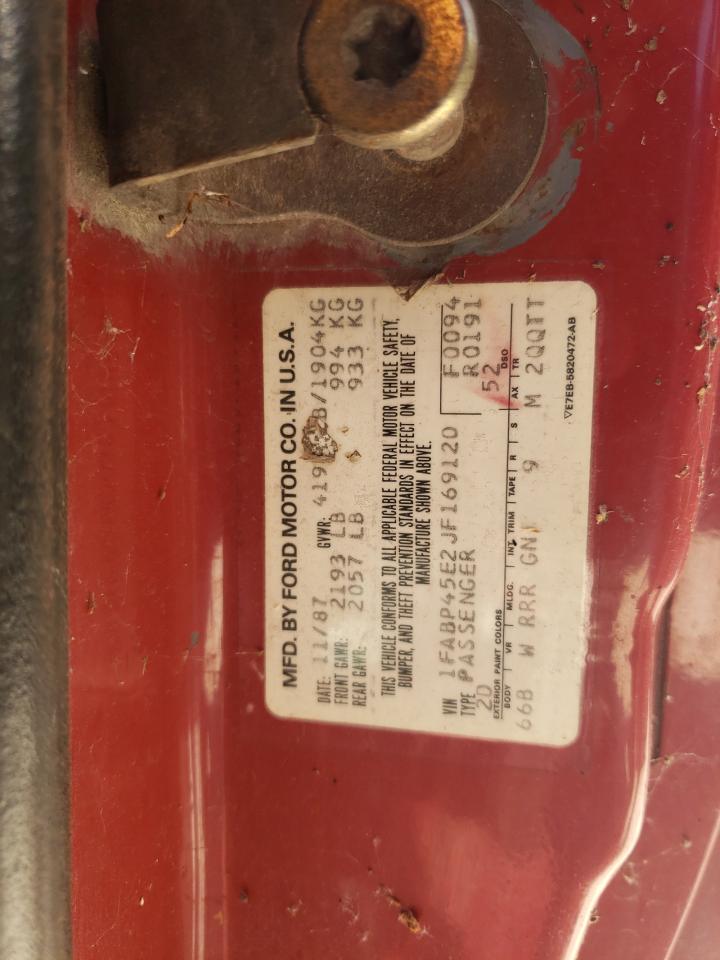 MFD. BY FORD MOTOR CO. IN U.S.A.
DATE: 11/87 GVWR: /1904KG
FRONT GAWR: 2193 LB 994 KG
REAR GAWR: 2057 LB 933 KG
THIS VEHICLE CONFORMS TO ALL APPLICABLE FEDERAL MOTOR VEHICLE SAFETY,
BUMPER, AND THEFT PREVENTION STANDARDS IN EFFECT ON THE DATE OF
MANUFACTURE SHOWN ABOVE.
VIN 1FABP45E2JF169120 F0094
TYPE PASSENGER R0191
2D 52
EXTERIOR PAINT COLORS DSO
BODY VR MLDG. INT. TRIM TAPE R S AX TR
66B W RRR 9 M 2QQTT
▽E7EB-5820472-AB